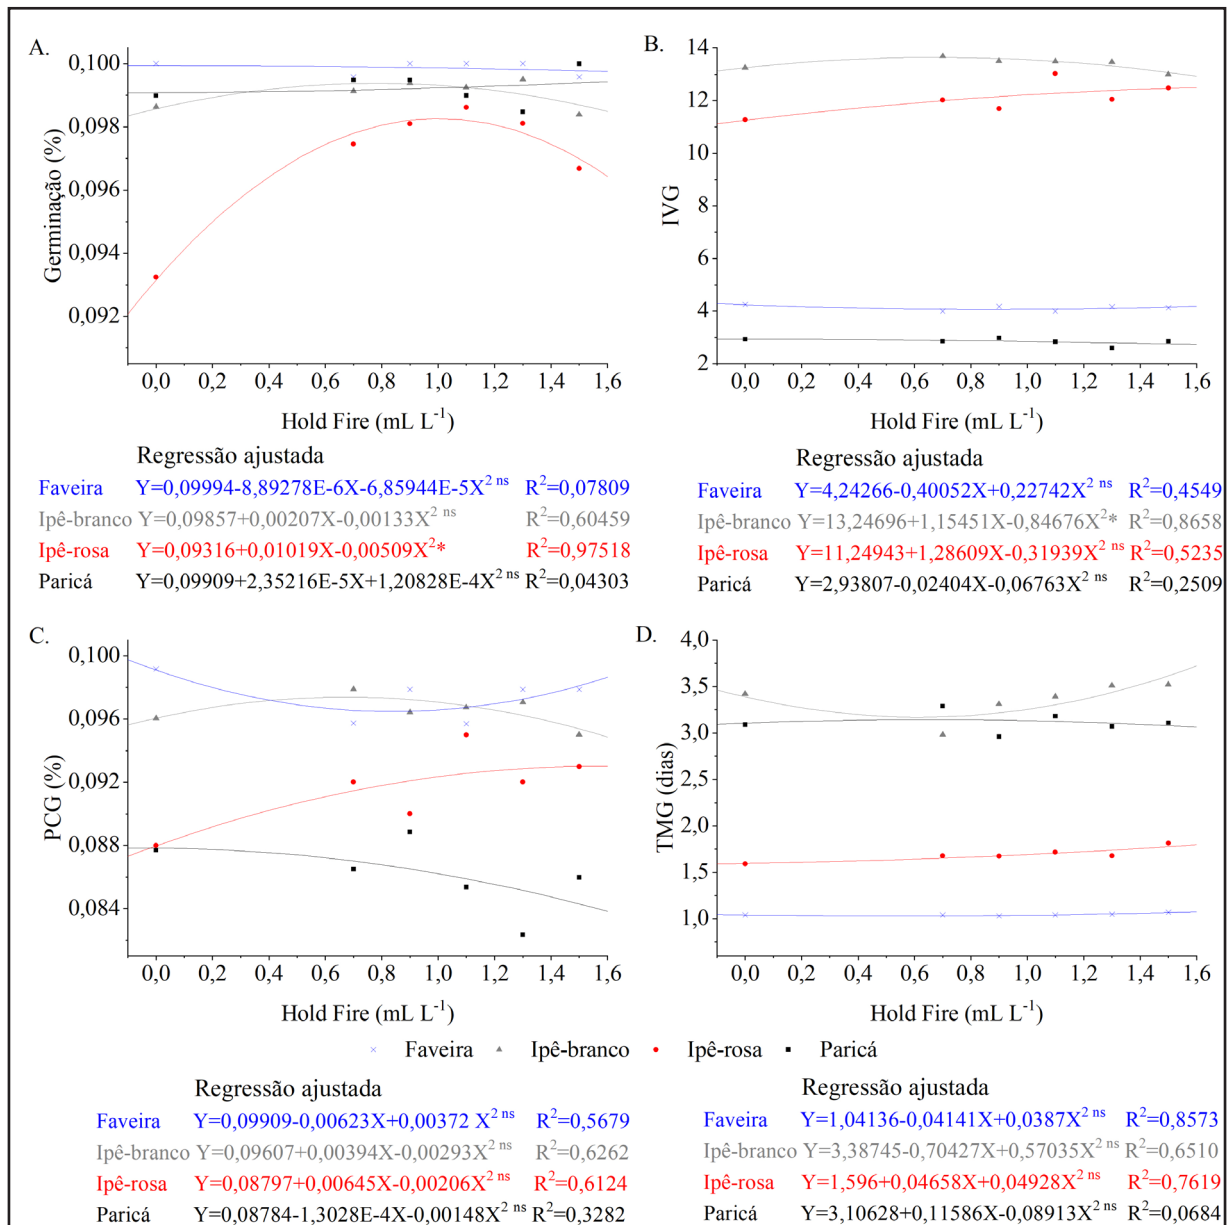 A.
0,100
0,098
0,096
0,094
0,092
Germinação (%)
0,0 0,2 0,4 0,6 0,8 1,0 1,2 1,4 1,6
Hold Fire (mL L⁻¹)
Regressão ajustada
Faveira Y=0,09994-8,89278E-6X-6,85944E-5X² ⁿˢ R²=0,07809
Ipê-branco Y=0,09857+0,00207X-0,00133X² ⁿˢ R²=0,60459
Ipê-rosa Y=0,09316+0,01019X-0,00509X²* R²=0,97518
Paricá Y=0,09909+2,35216E-5X+1,20828E-4X² ⁿˢ R²=0,04303
B.
14
12
10
8
6
4
2
IVG
0,0 0,2 0,4 0,6 0,8 1,0 1,2 1,4 1,6
Hold Fire (mL L⁻¹)
Regressão ajustada
Faveira Y=4,24266-0,40052X+0,22742X² ⁿˢ R²=0,4549
Ipê-branco Y=13,24696+1,15451X-0,84676X²* R²=0,8658
Ipê-rosa Y=11,24943+1,28609X-0,31939X² ⁿˢ R²=0,5235
Paricá Y=2,93807-0,02404X-0,06763X² ⁿˢ R²=0,2509
C.
0,100
0,096
0,092
0,088
0,084
PCG (%)
0,0 0,2 0,4 0,6 0,8 1,0 1,2 1,4 1,6
Hold Fire (mL L⁻¹)
D.
4,0
3,5
3,0
2,5
2,0
1,5
1,0
TMG (dias)
0,0 0,2 0,4 0,6 0,8 1,0 1,2 1,4 1,6
Hold Fire (mL L⁻¹)
Faveira Ipê-branco Ipê-rosa Paricá
Regressão ajustada
Faveira Y=0,09909-0,00623X+0,00372 X² ⁿˢ R²=0,5679
Ipê-branco Y=0,09607+0,00394X-0,00293X² ⁿˢ R²=0,6262
Ipê-rosa Y=0,08797+0,00645X-0,00206X² ⁿˢ R²=0,6124
Paricá Y=0,08784-1,3028E-4X-0,00148X² ⁿˢ R²=0,3282
Regressão ajustada
Faveira Y=1,04136-0,04141X+0,0387X² ⁿˢ R²=0,8573
Ipê-branco Y=3,38745-0,70427X+0,57035X² ⁿˢ R²=0,6510
Ipê-rosa Y=1,596+0,04658X+0,04928X² ⁿˢ R²=0,7619
Paricá Y=3,10628+0,11586X-0,08913X² ⁿˢ R²=0,0684